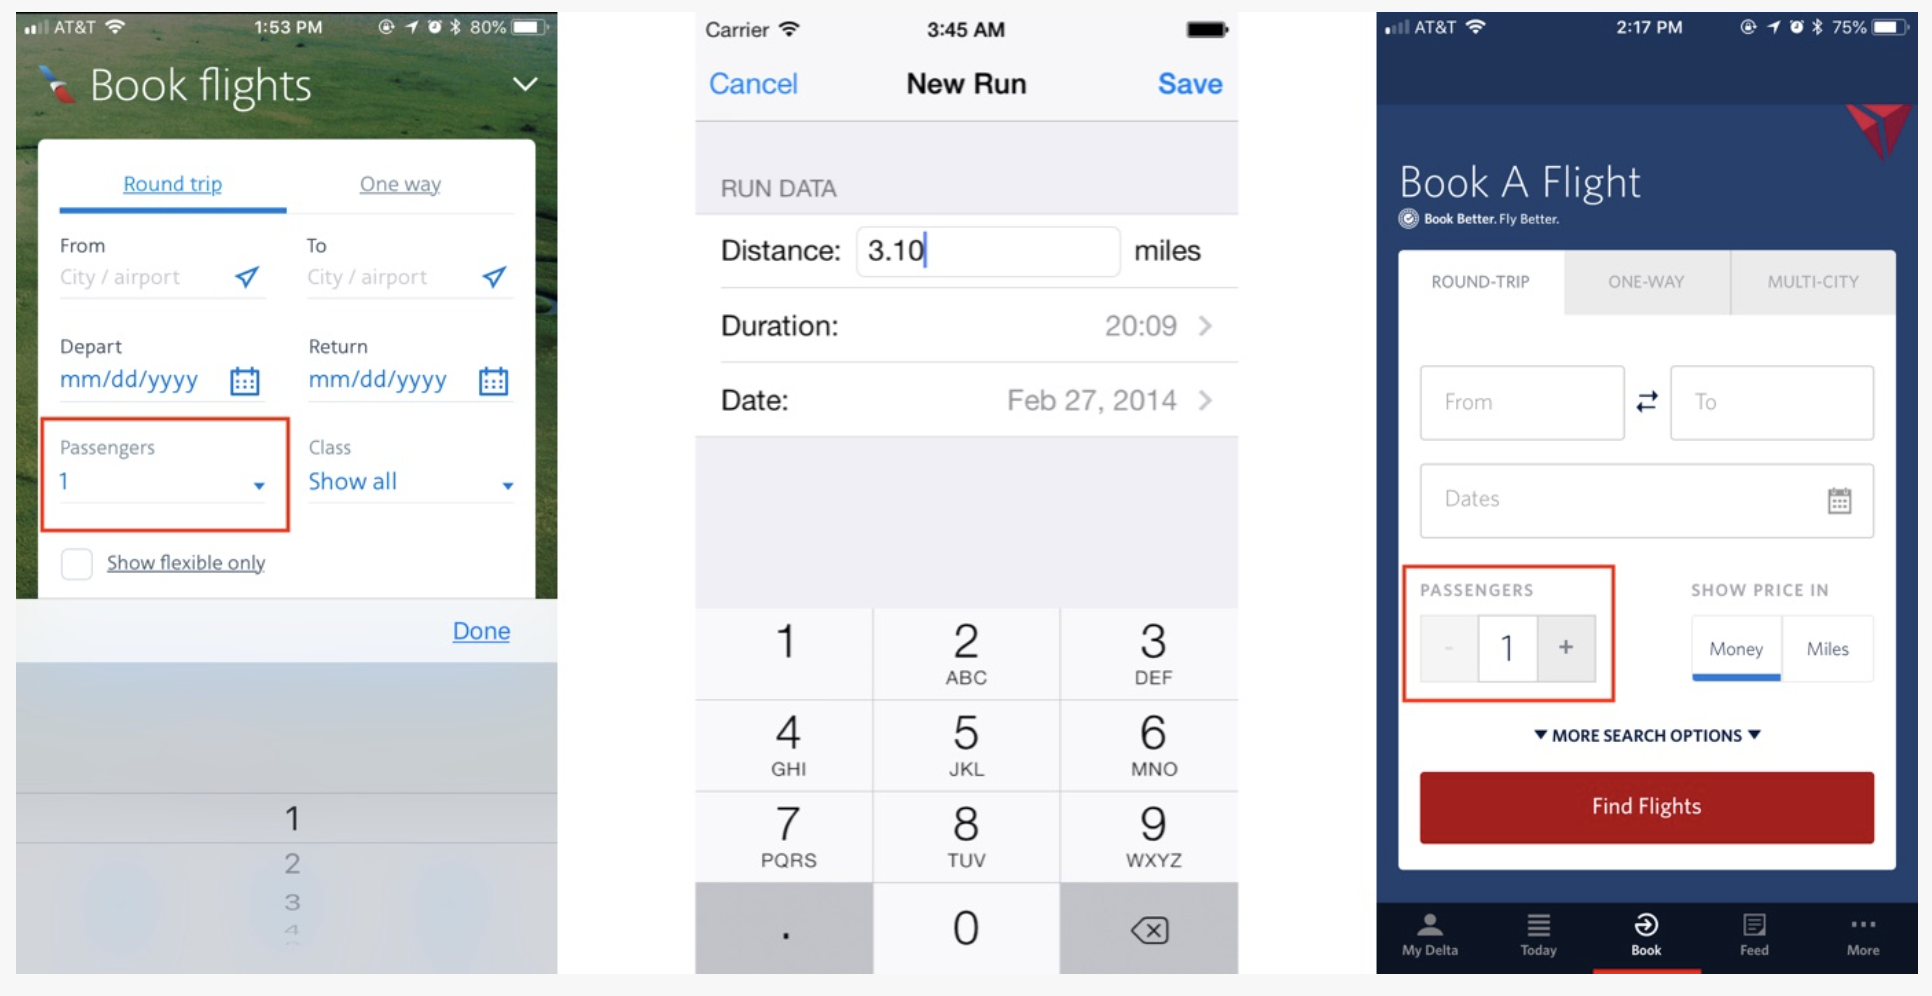 AT&T 1:53 PM 80%
Book flights
Round trip One way
From To
City / airport City / airport
Depart Return
mm/dd/yyyy mm/dd/yyyy
Passengers Class
1 Show all
Show flexible only
Done
1
2
3
4
Carrier 3:45 AM
Cancel New Run Save
RUN DATA
Distance: 3.10 miles
Duration: 20:09
Date: Feb 27, 2014
1 2 3
ABC DEF
4 5 6
GHI JKL MNO
7 8 9
PQRS TUV WXYZ
. 0
AT&T 2:17 PM 75%
Book A Flight
Book Better. Fly Better.
ROUND-TRIP ONE-WAY MULTI-CITY
From To
Dates
PASSENGERS SHOW PRICE IN
- 1 + Money Miles
MORE SEARCH OPTIONS
Find Flights
My Delta Today Book Feed More